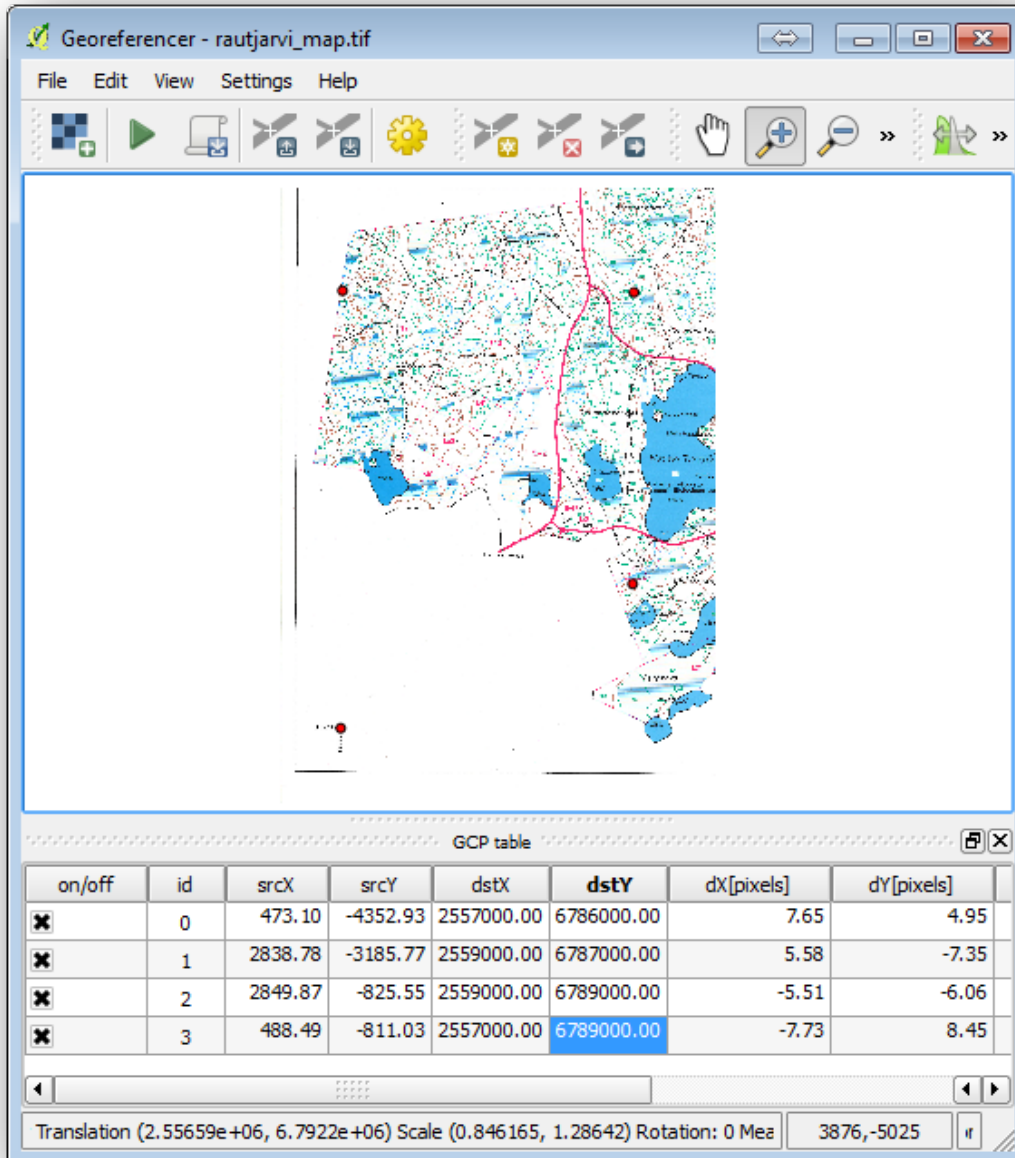 Georeferencer - rautjarvi_map.tif
File Edit View Settings Help
» »
GCP table
on/off id srcX srcY dstX dstY dX[pixels] dY[pixels]
0 473.10 -4352.93 2557000.00 6786000.00 7.65 4.95
1 2838.78 -3185.77 2559000.00 6787000.00 5.58 -7.35
2 2849.87 -825.55 2559000.00 6789000.00 -5.51 -6.06
3 488.49 -811.03 2557000.00 6789000.00 -7.73 8.45
Translation (2.55659e+06, 6.7922e+06) Scale (0.846165, 1.28642) Rotation: 0 Mea 3876,-5025